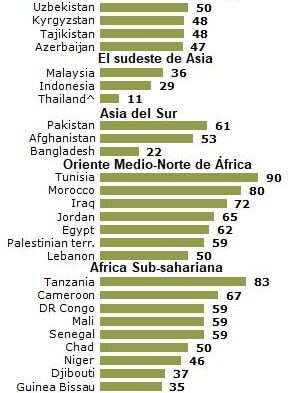 Uzbekistan 50
Kyrgyzstan 48
Tajikistan 48
Azerbaijan 47
El sudeste de Asia
Malaysia 36
Indonesia 29
Thailand^ 11
Asia del Sur
Pakistan 61
Afghanistan 53
Bangladesh 22
Oriente Medio-Norte de África
Tunisia 90
Morocco 80
Iraq 72
Jordan 65
Egypt 62
Palestinian terr. 59
Lebanon 50
Africa Sub-sahariana
Tanzania 83
Cameroon 67
DR Congo 59
Mali 59
Senegal 59
Chad 50
Niger 46
Djibouti 37
Guinea Bissau 35